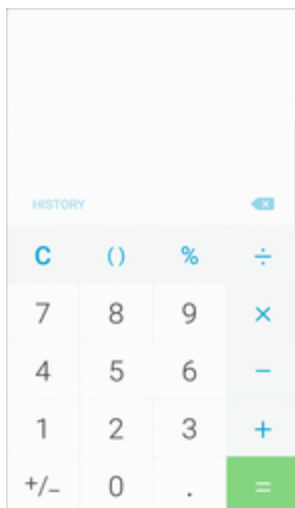 HISTORY
C () % ÷
7 8 9 ×
4 5 6 −
1 2 3 +
+/− 0 . =